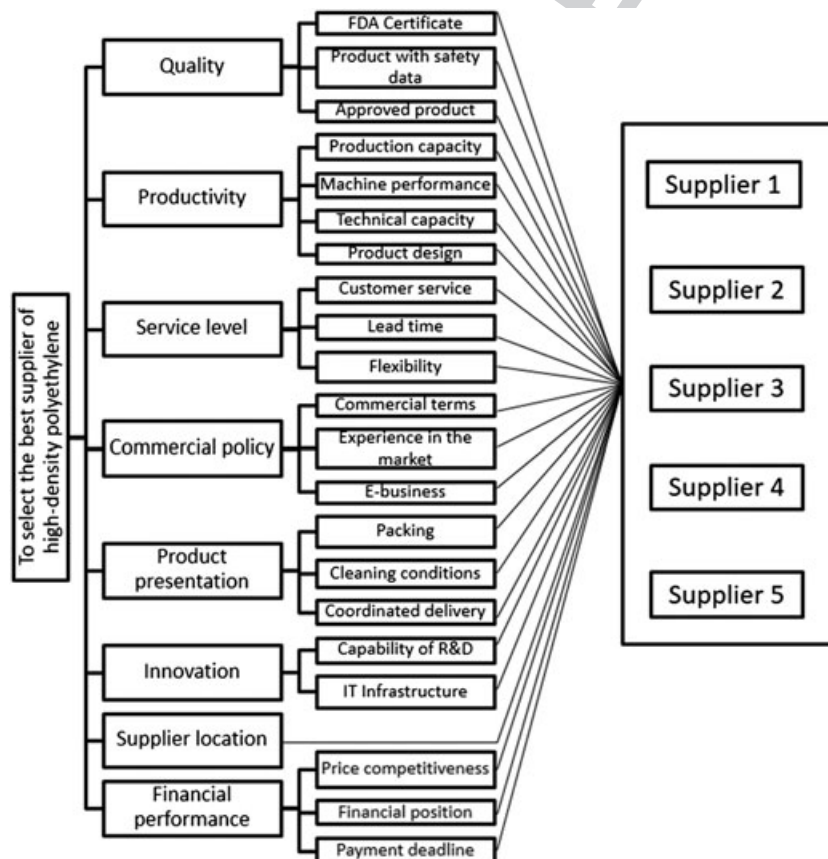 To select the best supplier of
high-density polyethylene
Quality
FDA Certificate
Product with safety
data
Approved product
Productivity
Production capacity
Machine performance
Technical capacity
Product design
Service level
Customer service
Lead time
Flexibility
Commercial policy
Commercial terms
Experience in the
market
E-business
Product
presentation
Packing
Cleaning conditions
Coordinated delivery
Innovation
Capability of R&D
IT Infrastructure
Supplier location
Financial
performance
Price competitiveness
Financial position
Payment deadline
Supplier 1
Supplier 2
Supplier 3
Supplier 4
Supplier 5